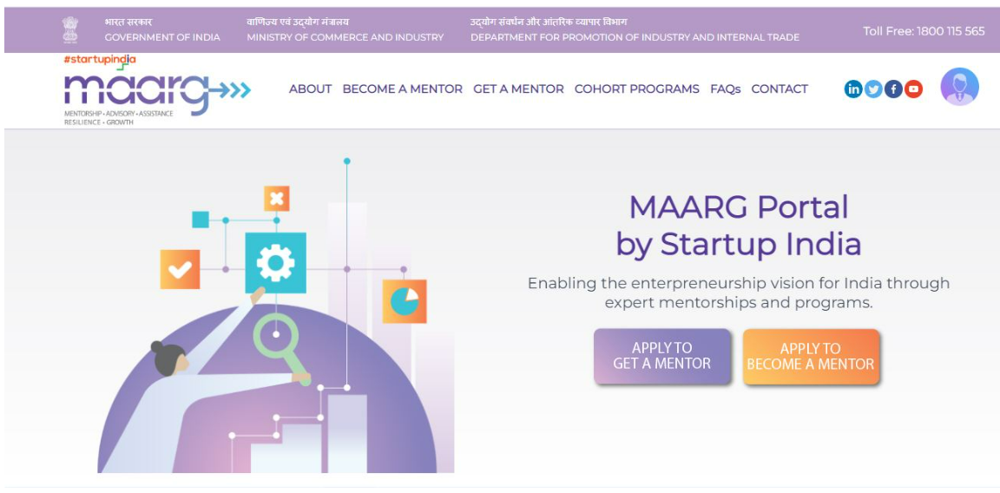 भारत सरकार
GOVERNMENT OF INDIA
वाणिज्य एवं उद्योग मंत्रालय
MINISTRY OF COMMERCE AND INDUSTRY
उद्योग संवर्धन और आंतरिक व्यापार विभाग
DEPARTMENT FOR PROMOTION OF INDUSTRY AND INTERNAL TRADE
Toll Free: 1800 115 565
#startupindia
maarg
MENTORSHIP • ADVISORY • ASSISTANCE
RESILIENCE • GROWTH
ABOUT BECOME A MENTOR GET A MENTOR COHORT PROGRAMS FAQs CONTACT
MAARG Portal
by Startup India
Enabling the enterpreneurship vision for India through
expert mentorships and programs.
APPLY TO
GET A MENTOR
APPLY TO
BECOME A MENTOR